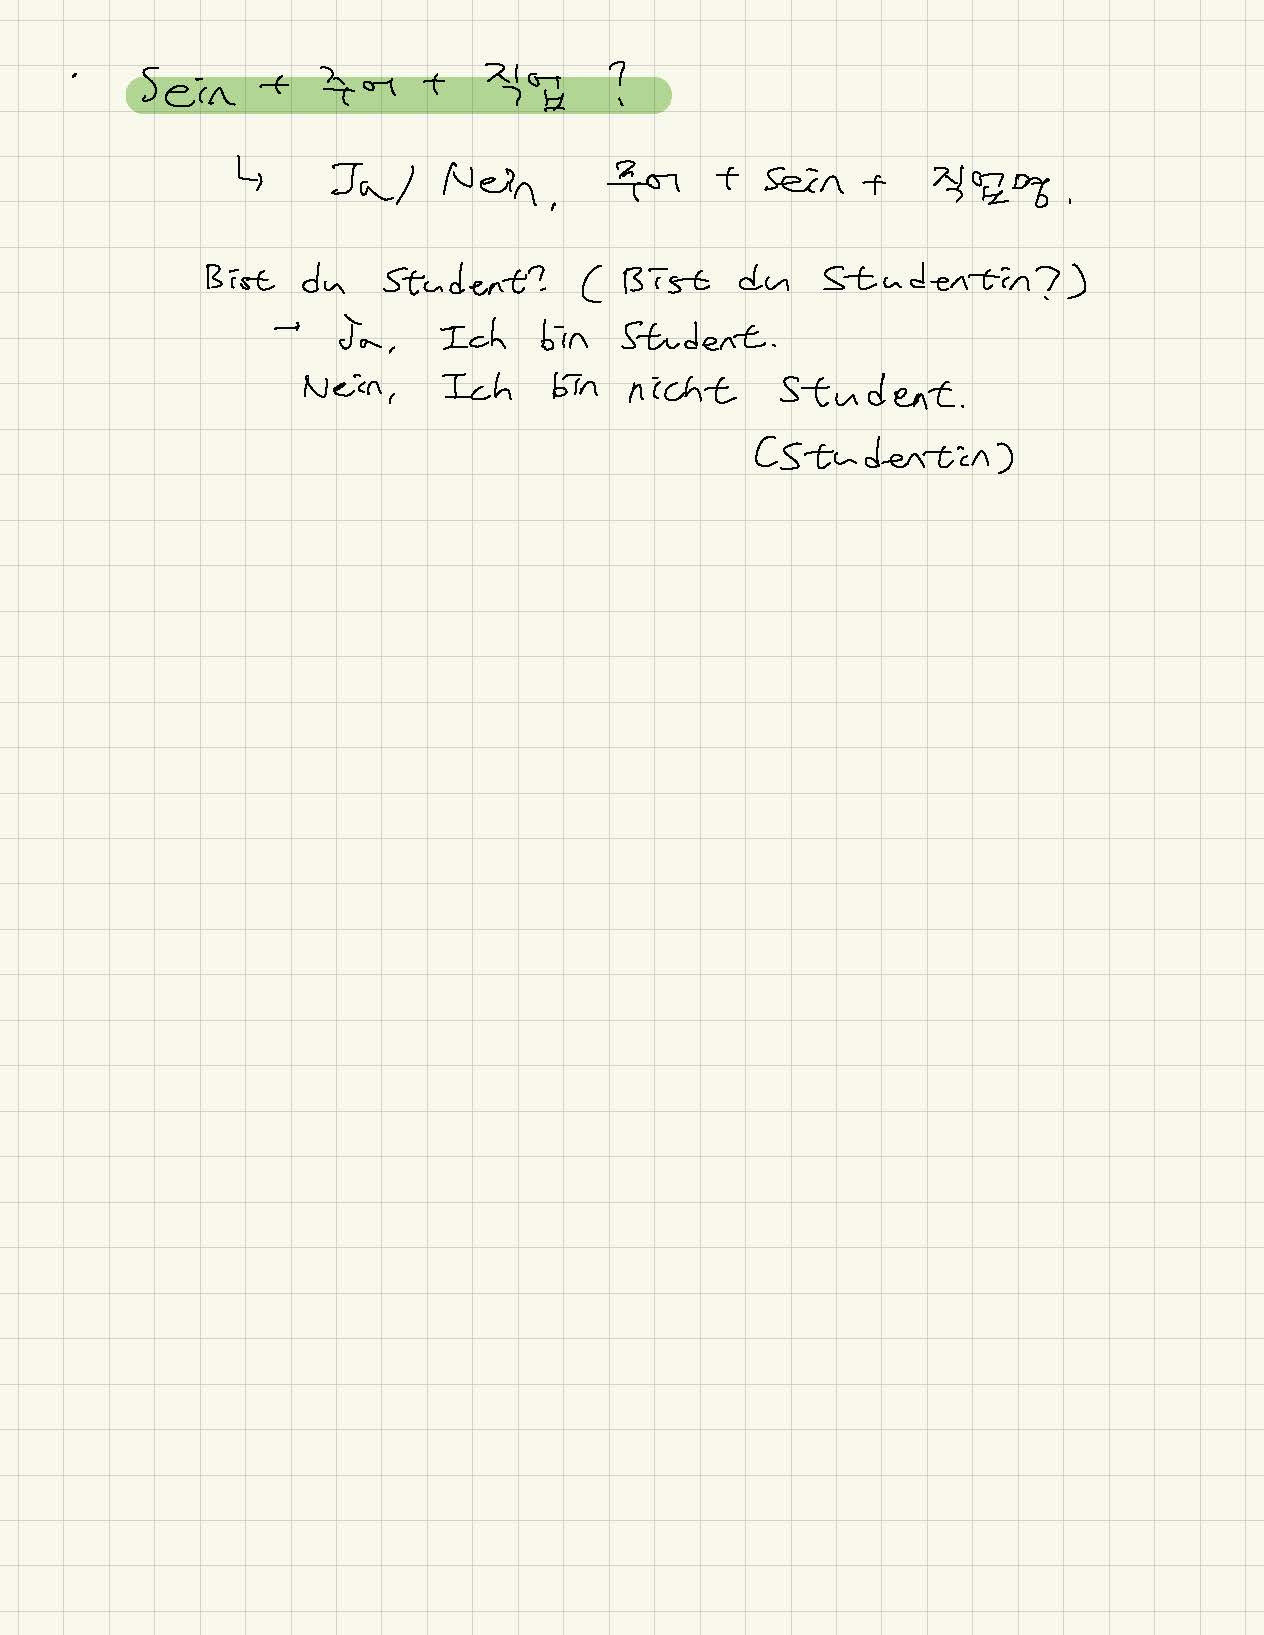 · Sein + 주어 + 직업 ?
↳ Ja / Nein, 주어 + sein + 직업명.
Bist du Student? (Bist du Studentin?)
→ Ja, Ich bin Student.
Nein, Ich bin nicht Student.
(Studentin)